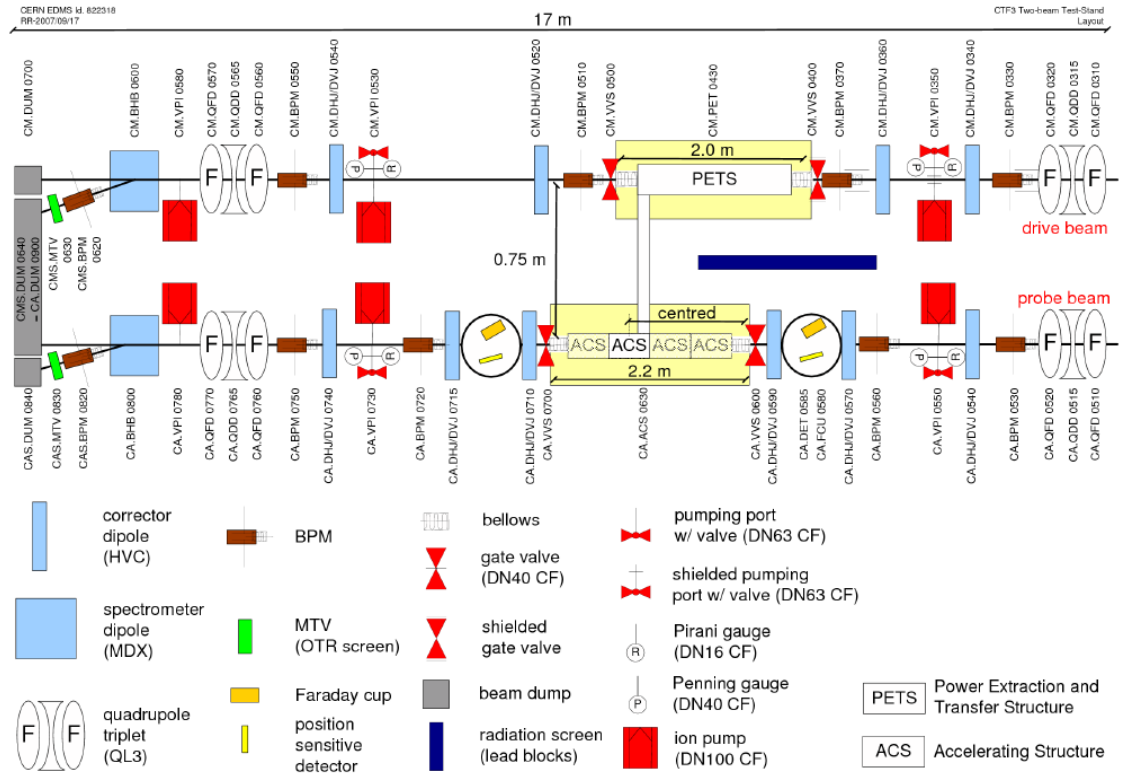 CERN EDMS Id. 822318
RR-2007/09/17
CTF3 Two-beam Test-Stand
Layout
17 m
CM.DUM 0700
CM.BHB 0600
CM.VPI 0580
CM.QFD 0570
CM.QDD 0565
CM.QFD 0560
CM.BPM 0550
CM.DHJ/DVJ 0540
CM.VPI 0530
CM.DHJ/DVJ 0520
CM.BPM 0510
CM.VVS 0500
CM.PET 0430
CM.VVS 0400
CM.BPM 0370
CM.DHJ/DVJ 0360
CM.VPI 0350
CM.DHJ/DVJ 0340
CM.BPM 0330
CM.QFD 0320
CM.QDD 0315
CM.QFD 0310
2.0 m
P R
P R
F F
PETS
F F
drive beam
CMS.DUM 0640
= CA.DUM 0900
CMS.MTV
0630
CMS.BPM
0620
0.75 m
probe beam
centred
F F
ACS ACS ACS ACS
F F
P R
P R
2.2 m
CAS.DUM 0840
CAS.MTV 0830
CAS.BPM 0820
CA.BHB 0800
CA.VPI 0780
CA.QFD 0770
CA.QDD 0765
CA.QFD 0760
CA.BPM 0750
CA.DHJ/DVJ 0740
CA.VPI 0730
CA.BPM 0720
CA.DHJ/DVJ 0715
CA.DHJ/DVJ 0710
CA.VVS 0700
CA.ACS 0630
CA.VVS 0600
CA.DHJ/DVJ 0590
CA.DET 0585
CA.FCU 0580
CA.DHJ/DVJ 0570
CA.BPM 0560
CA.VPI 0550
CA.DHJ/DVJ 0540
CA.BPM 0530
CA.QFD 0520
CA.QDD 0515
CA.QFD 0510
corrector
dipole
(HVC)
spectrometer
dipole
(MDX)
F F
quadrupole
triplet
(QL3)
BPM
MTV
(OTR screen)
Faraday cup
position
sensitive
detector
bellows
gate valve
(DN40 CF)
shielded
gate valve
beam dump
radiation screen
(lead blocks)
pumping port
w/ valve (DN63 CF)
shielded pumping
port w/ valve (DN63 CF)
R
Pirani gauge
(DN16 CF)
P
Penning gauge
(DN40 CF)
ion pump
(DN100 CF)
PETS
Power Extraction and
Transfer Structure
ACS
Accelerating Structure